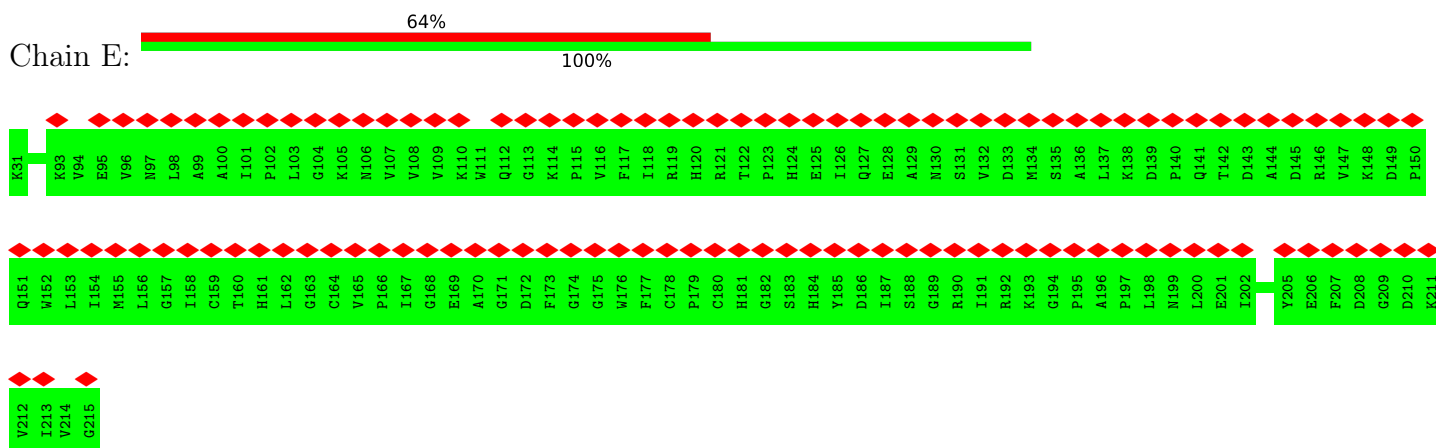 64%
Chain E:
100%
K31 K93 V94 E95 V96 N97 L98 A99 A100 I101 P102 L103 G104 K105 N106 V107 V108 V109 K110 W111 Q112 G113 K114 P115 V116 F117 I118 R119 H120 R121 T122 P123 H124 E125 I126 Q127 E128 A129 N130 S131 V132 D133 M134 S135 A136 L137 K138 D139 P140 Q141 T142 D143 A144 D145 R146 V147 K148 D149 P150
Q151 W152 L153 I154 M155 L156 G157 I158 C159 T160 H161 L162 G163 C164 V165 P166 I167 G168 E169 A170 G171 D172 F173 G174 G175 W176 F177 C178 P179 C180 H181 G182 S183 H184 Y185 D186 I187 S188 G189 R190 I191 R192 K193 G194 P195 A196 P197 L198 N199 L200 E201 I202 Y205 E206 F207 D208 G209 D210 K211
V212 I213 V214 G215